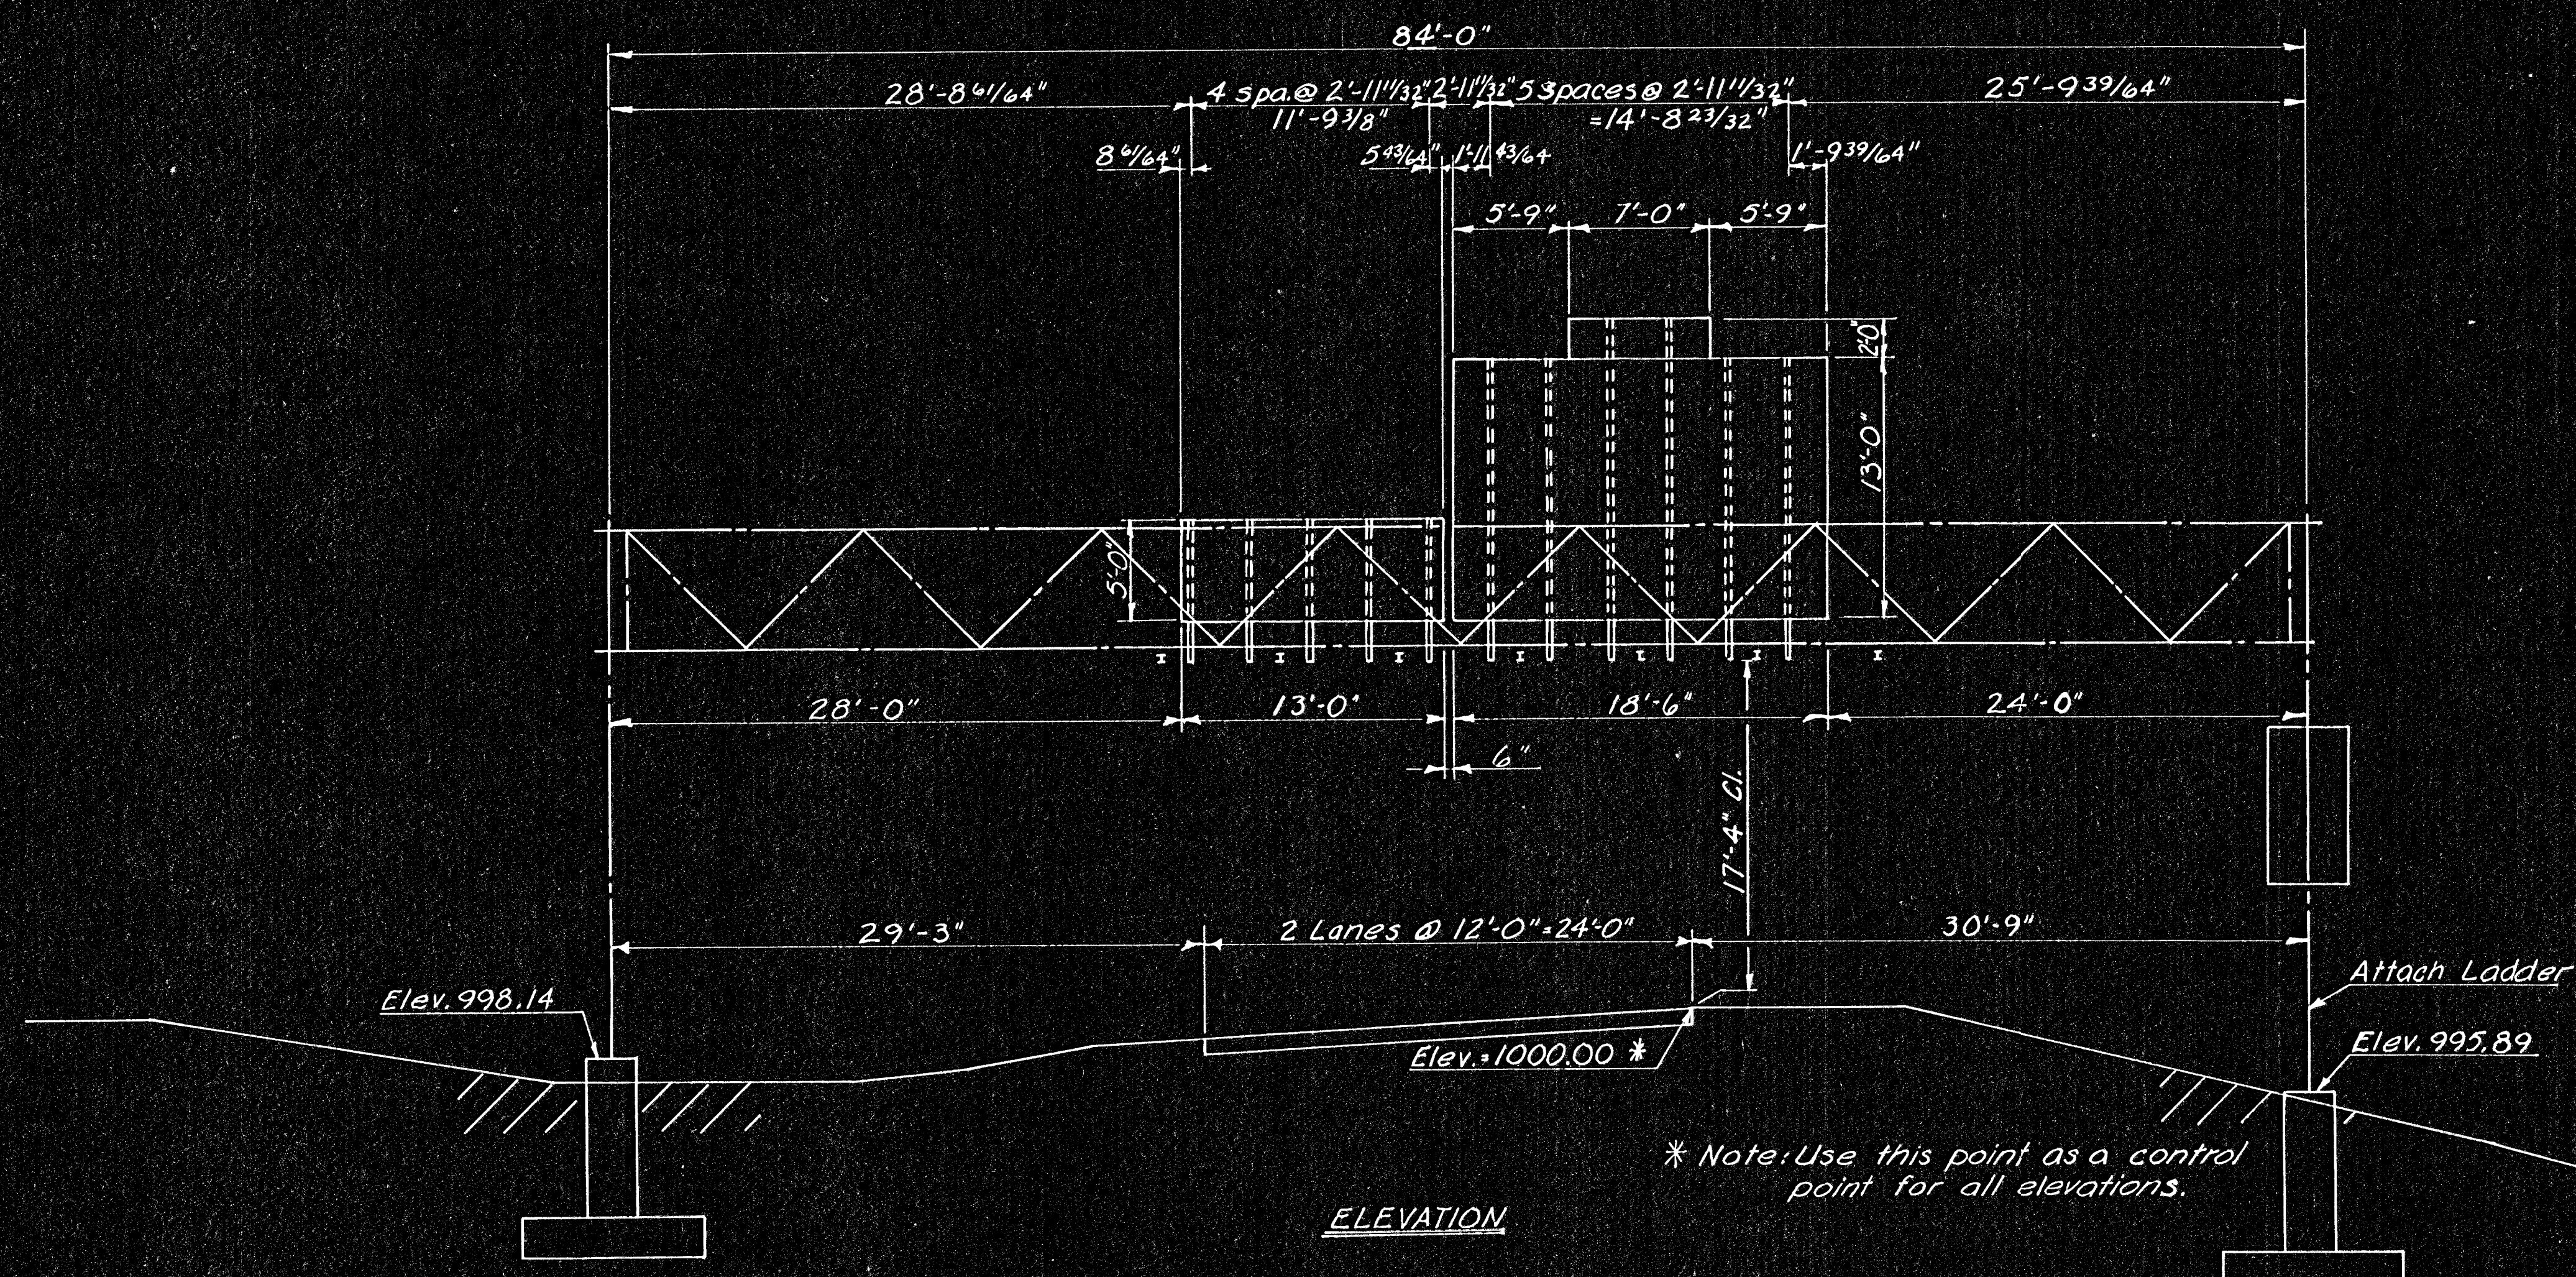 84'-0"
28'-8 61/64" 4 spa.@ 2'-11 11/32" 2'-11 11/32" 5 spaces @ 2'-11 11/32" 25'-9 39/64"
11'-9 3/8" =14'-8 23/32"
8 61/64" 5 43/64" 1'-11 43/64 1'-9 39/64"
5'-9" 7'-0" 5'-9"
2'-0"
13'-0"
5'-0"
I I I I I I I
28'-0" 13'-0" 18'-6" 24'-0"
6"
17'-4" Cl.
29'-3" 2 Lanes @ 12'-0"=24'-0" 30'-9"
Attach Ladder
Elev. 998.14
Elev. 995.89
Elev.=1000.00 *
* Note: Use this point as a control
point for all elevations.
ELEVATION